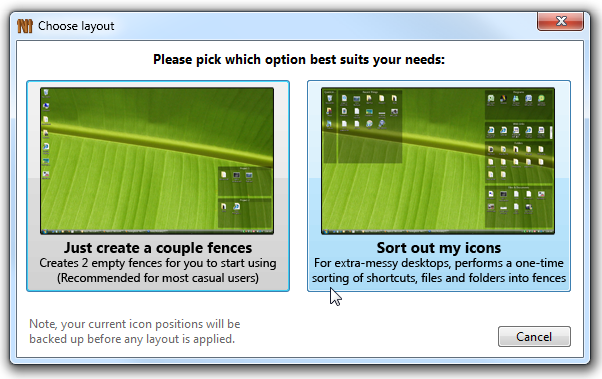 Choose layout
Please pick which option best suits your needs:
Just create a couple fences
Creates 2 empty fences for you to start using
(Recommended for most casual users)
Sort out my icons
For extra-messy desktops, performs a one-time
sorting of shortcuts, files and folders into fences
Note, your current icon positions will be
backed up before any layout is applied.
Cancel